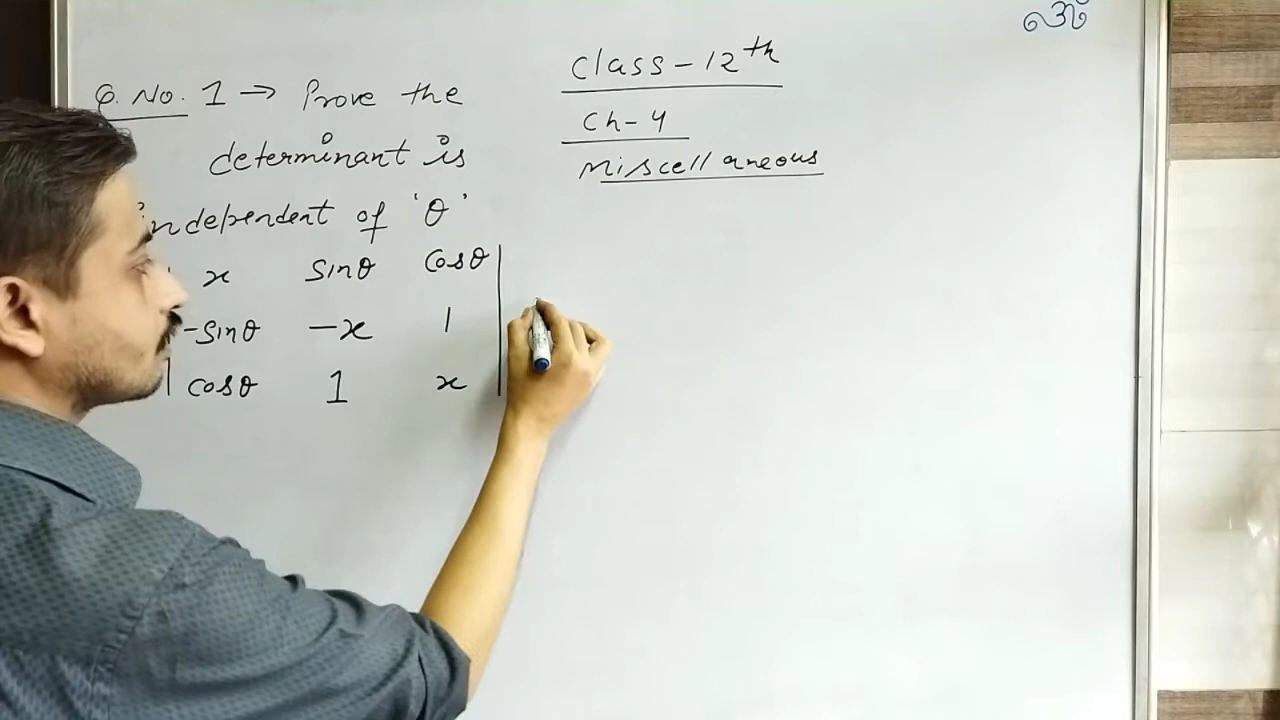 Q. No. 1 → Prove the
determinant is
independent of 'θ'
x sinθ cosθ
-sinθ -x 1
cosθ 1 x
Class-12th
Ch-4
Miscellaneous
ॐ